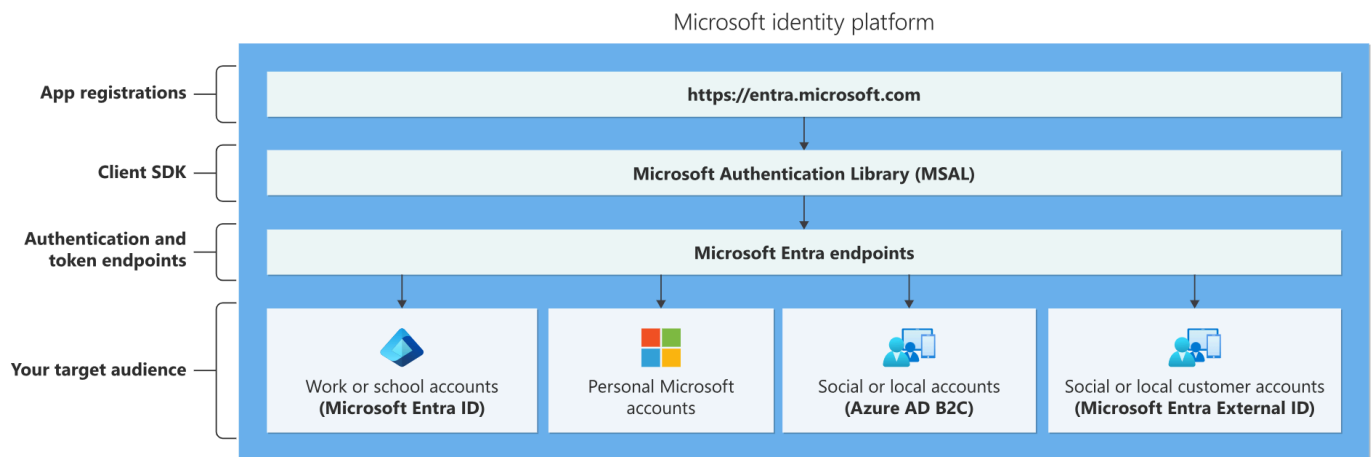 Microsoft identity platform
App registrations
https://entra.microsoft.com
Client SDK
Microsoft Authentication Library (MSAL)
Authentication and
token endpoints
Microsoft Entra endpoints
Your target audience
Work or school accounts
(Microsoft Entra ID)
Personal Microsoft
accounts
Social or local accounts
(Azure AD B2C)
Social or local customer accounts
(Microsoft Entra External ID)